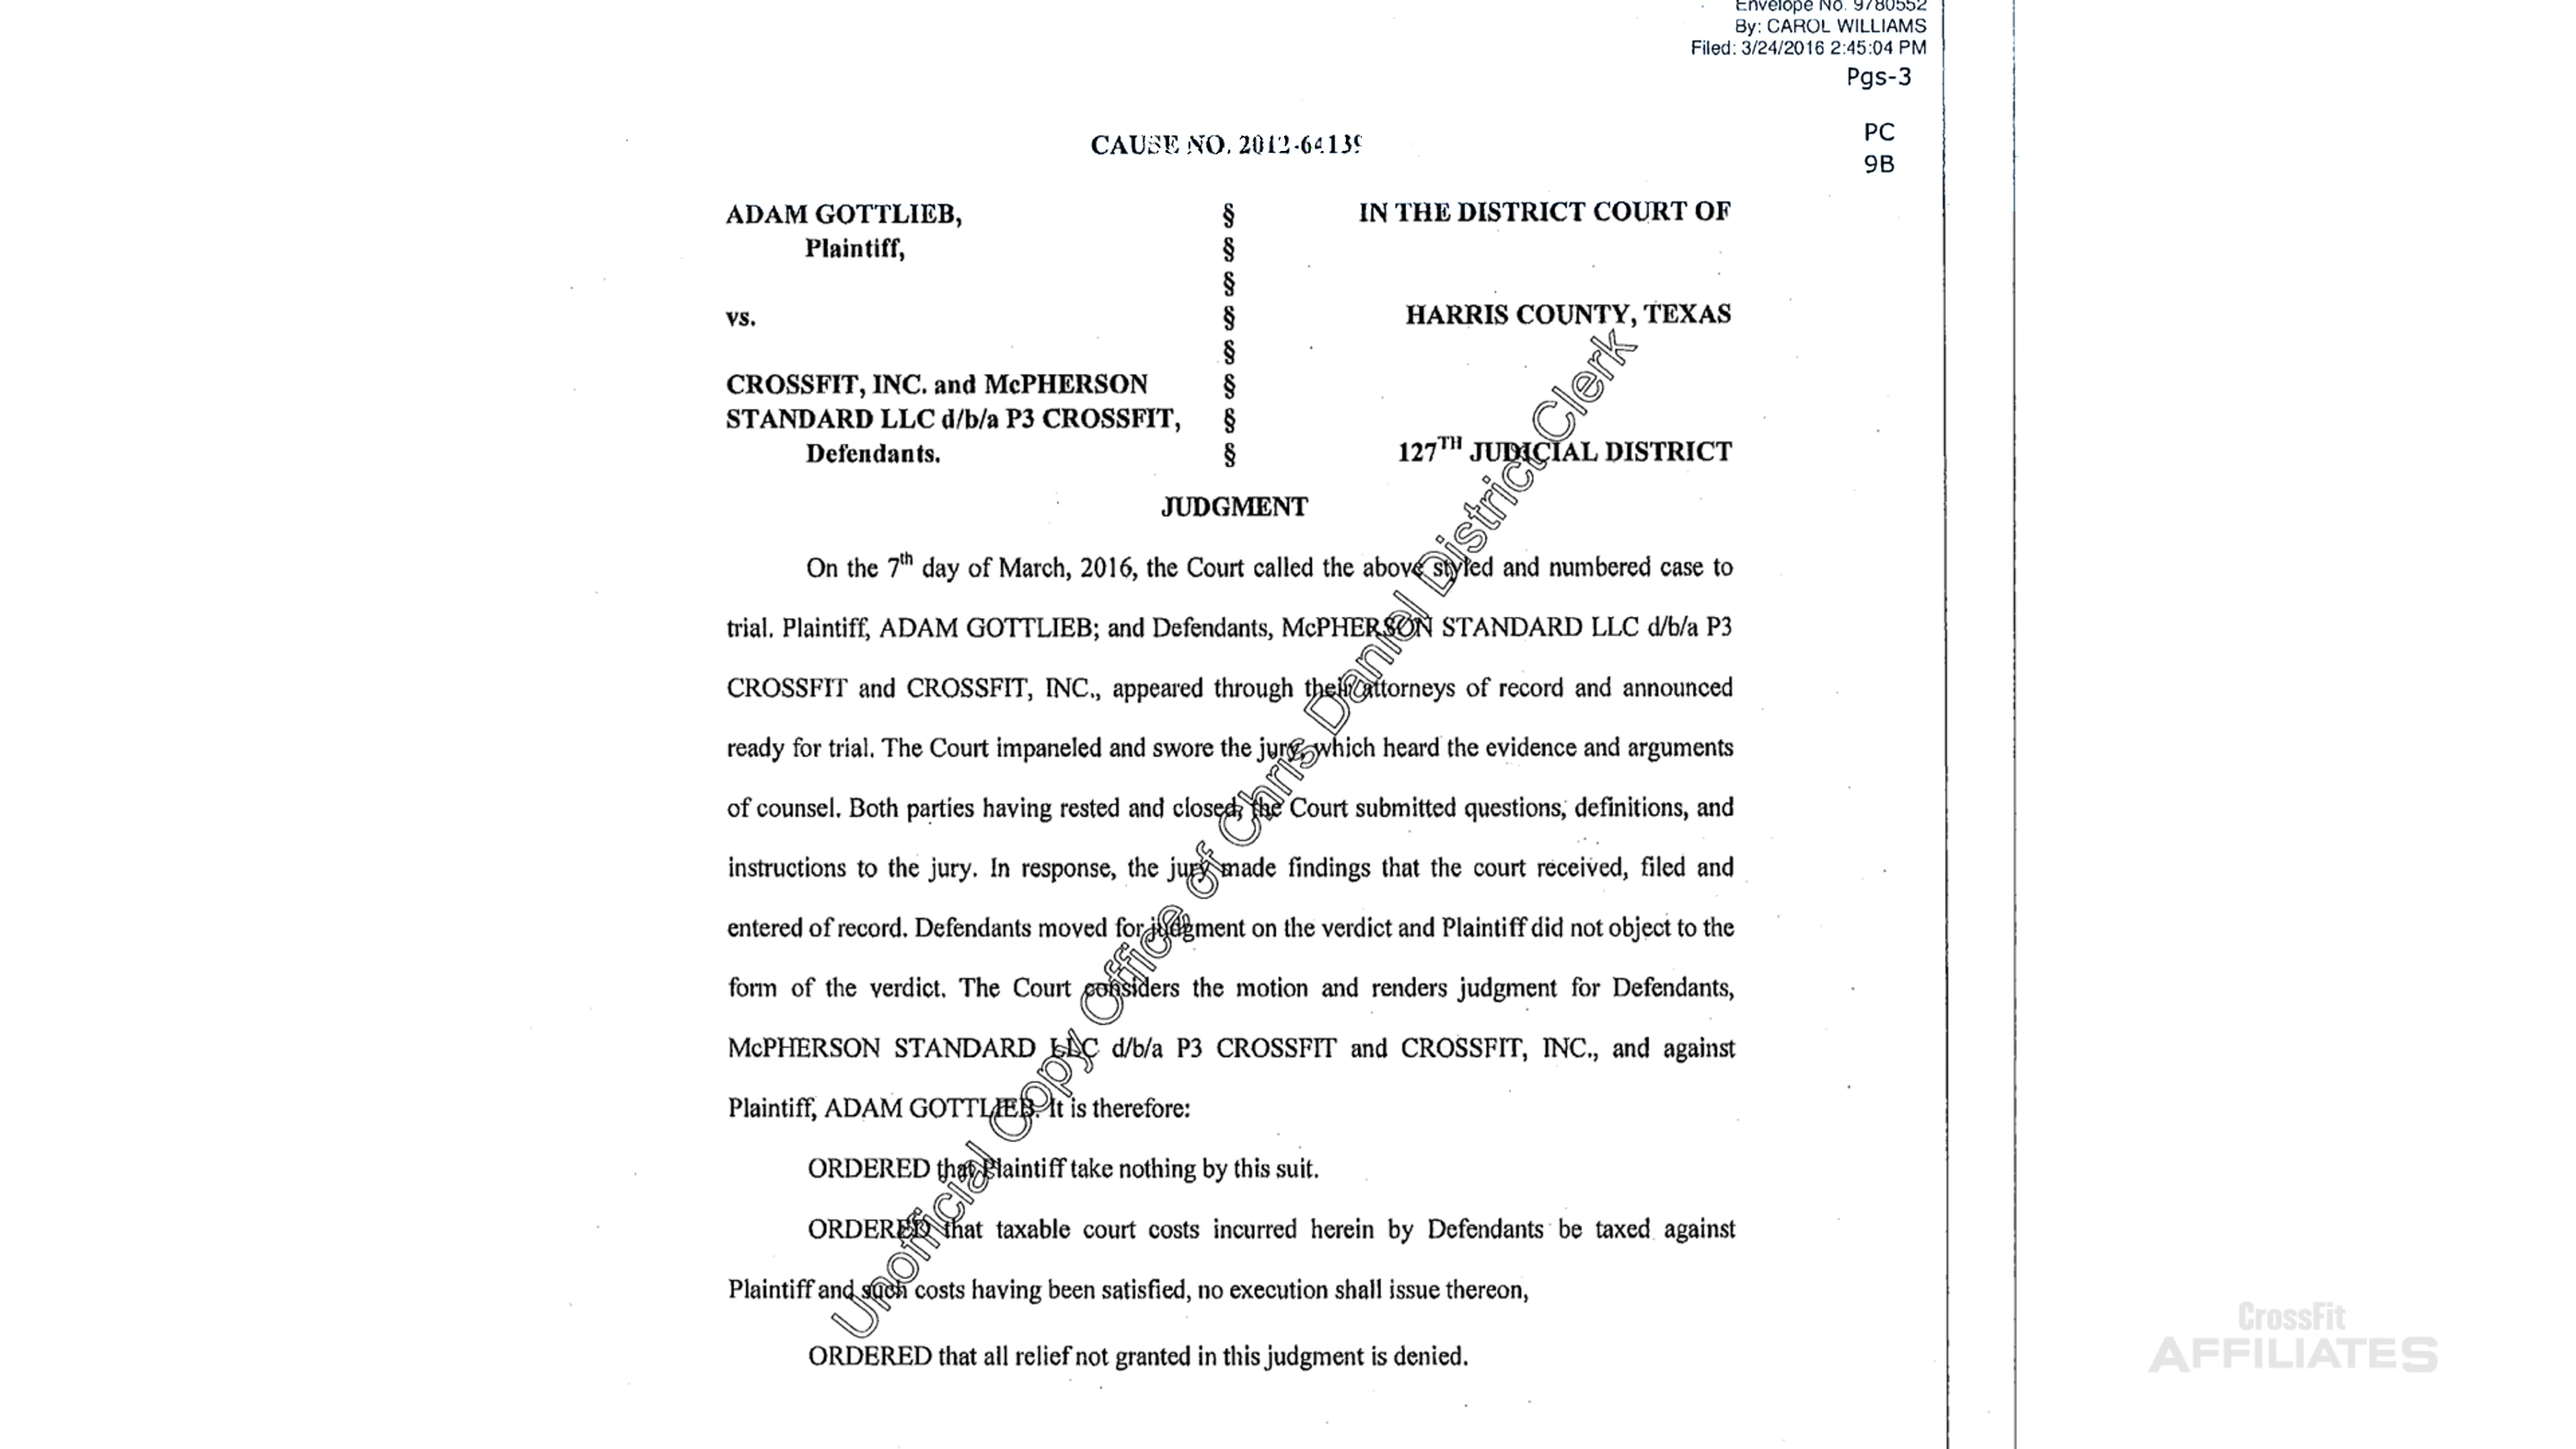 Envelope No. 9780552
By: CAROL WILLIAMS
Filed: 3/24/2016 2:45:04 PM
Pgs-3
PC
9B
CAUSE NO. 2012-64139
ADAM GOTTLIEB, § IN THE DISTRICT COURT OF
Plaintiff, §
§
vs. § HARRIS COUNTY, TEXAS
§
CROSSFIT, INC. and McPHERSON §
STANDARD LLC d/b/a P3 CROSSFIT, §
Defendants. § 127TH JUDICIAL DISTRICT
JUDGMENT
On the 7th day of March, 2016, the Court called the above styled and numbered case to
trial. Plaintiff, ADAM GOTTLIEB; and Defendants, McPHERSON STANDARD LLC d/b/a P3
CROSSFIT and CROSSFIT, INC., appeared through their attorneys of record and announced
ready for trial. The Court impaneled and swore the jury, which heard the evidence and arguments
of counsel. Both parties having rested and closed, the Court submitted questions, definitions, and
instructions to the jury. In response, the jury made findings that the court received, filed and
entered of record. Defendants moved for judgment on the verdict and Plaintiff did not object to the
form of the verdict. The Court considers the motion and renders judgment for Defendants,
McPHERSON STANDARD LLC d/b/a P3 CROSSFIT and CROSSFIT, INC., and against
Plaintiff, ADAM GOTTLIEB. It is therefore:
ORDERED that Plaintiff take nothing by this suit.
ORDERED that taxable court costs incurred herein by Defendants be taxed against
Plaintiff and such costs having been satisfied, no execution shall issue thereon,
ORDERED that all relief not granted in this judgment is denied.
Unofficial Copy Office of Chris Daniel District Clerk
CrossFit
AFFILIATES